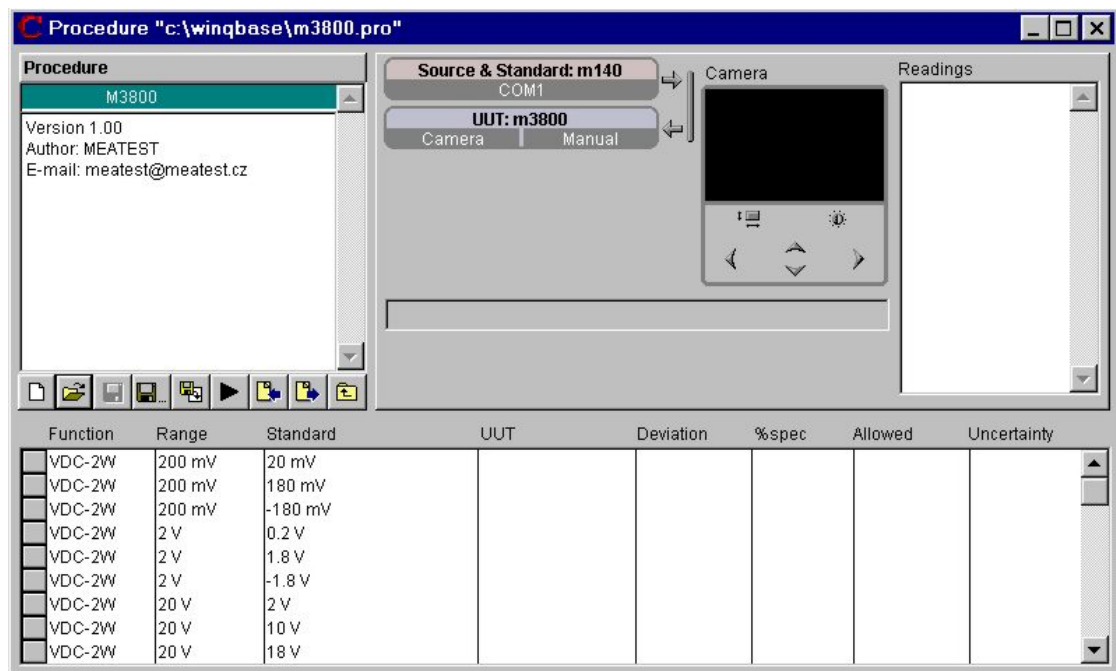 Procedure "c:\winqbase\m3800.pro"
Procedure
M3800
Version 1.00
Author: MEATEST
E-mail: meatest@meatest.cz
Source & Standard: m140
COM1
UUT: m3800
Camera Manual
Camera
Readings
Function Range Standard UUT Deviation %spec Allowed Uncertainty
VDC-2W 200 mV 20 mV
VDC-2W 200 mV 180 mV
VDC-2W 200 mV -180 mV
VDC-2W 2 V 0.2 V
VDC-2W 2 V 1.8 V
VDC-2W 2 V -1.8 V
VDC-2W 20 V 2 V
VDC-2W 20 V 10 V
VDC-2W 20 V 18 V